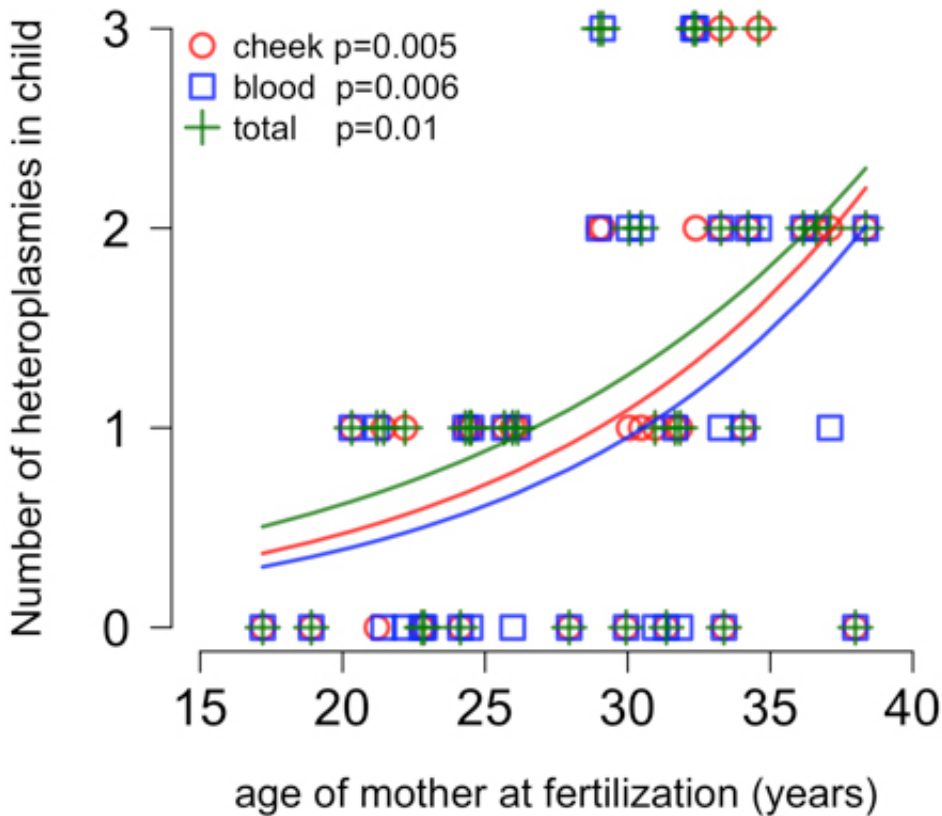 Number of heteroplasmies in child
3
2
1
0
cheek p=0.005
blood p=0.006
total p=0.01
15 20 25 30 35 40
age of mother at fertilization (years)